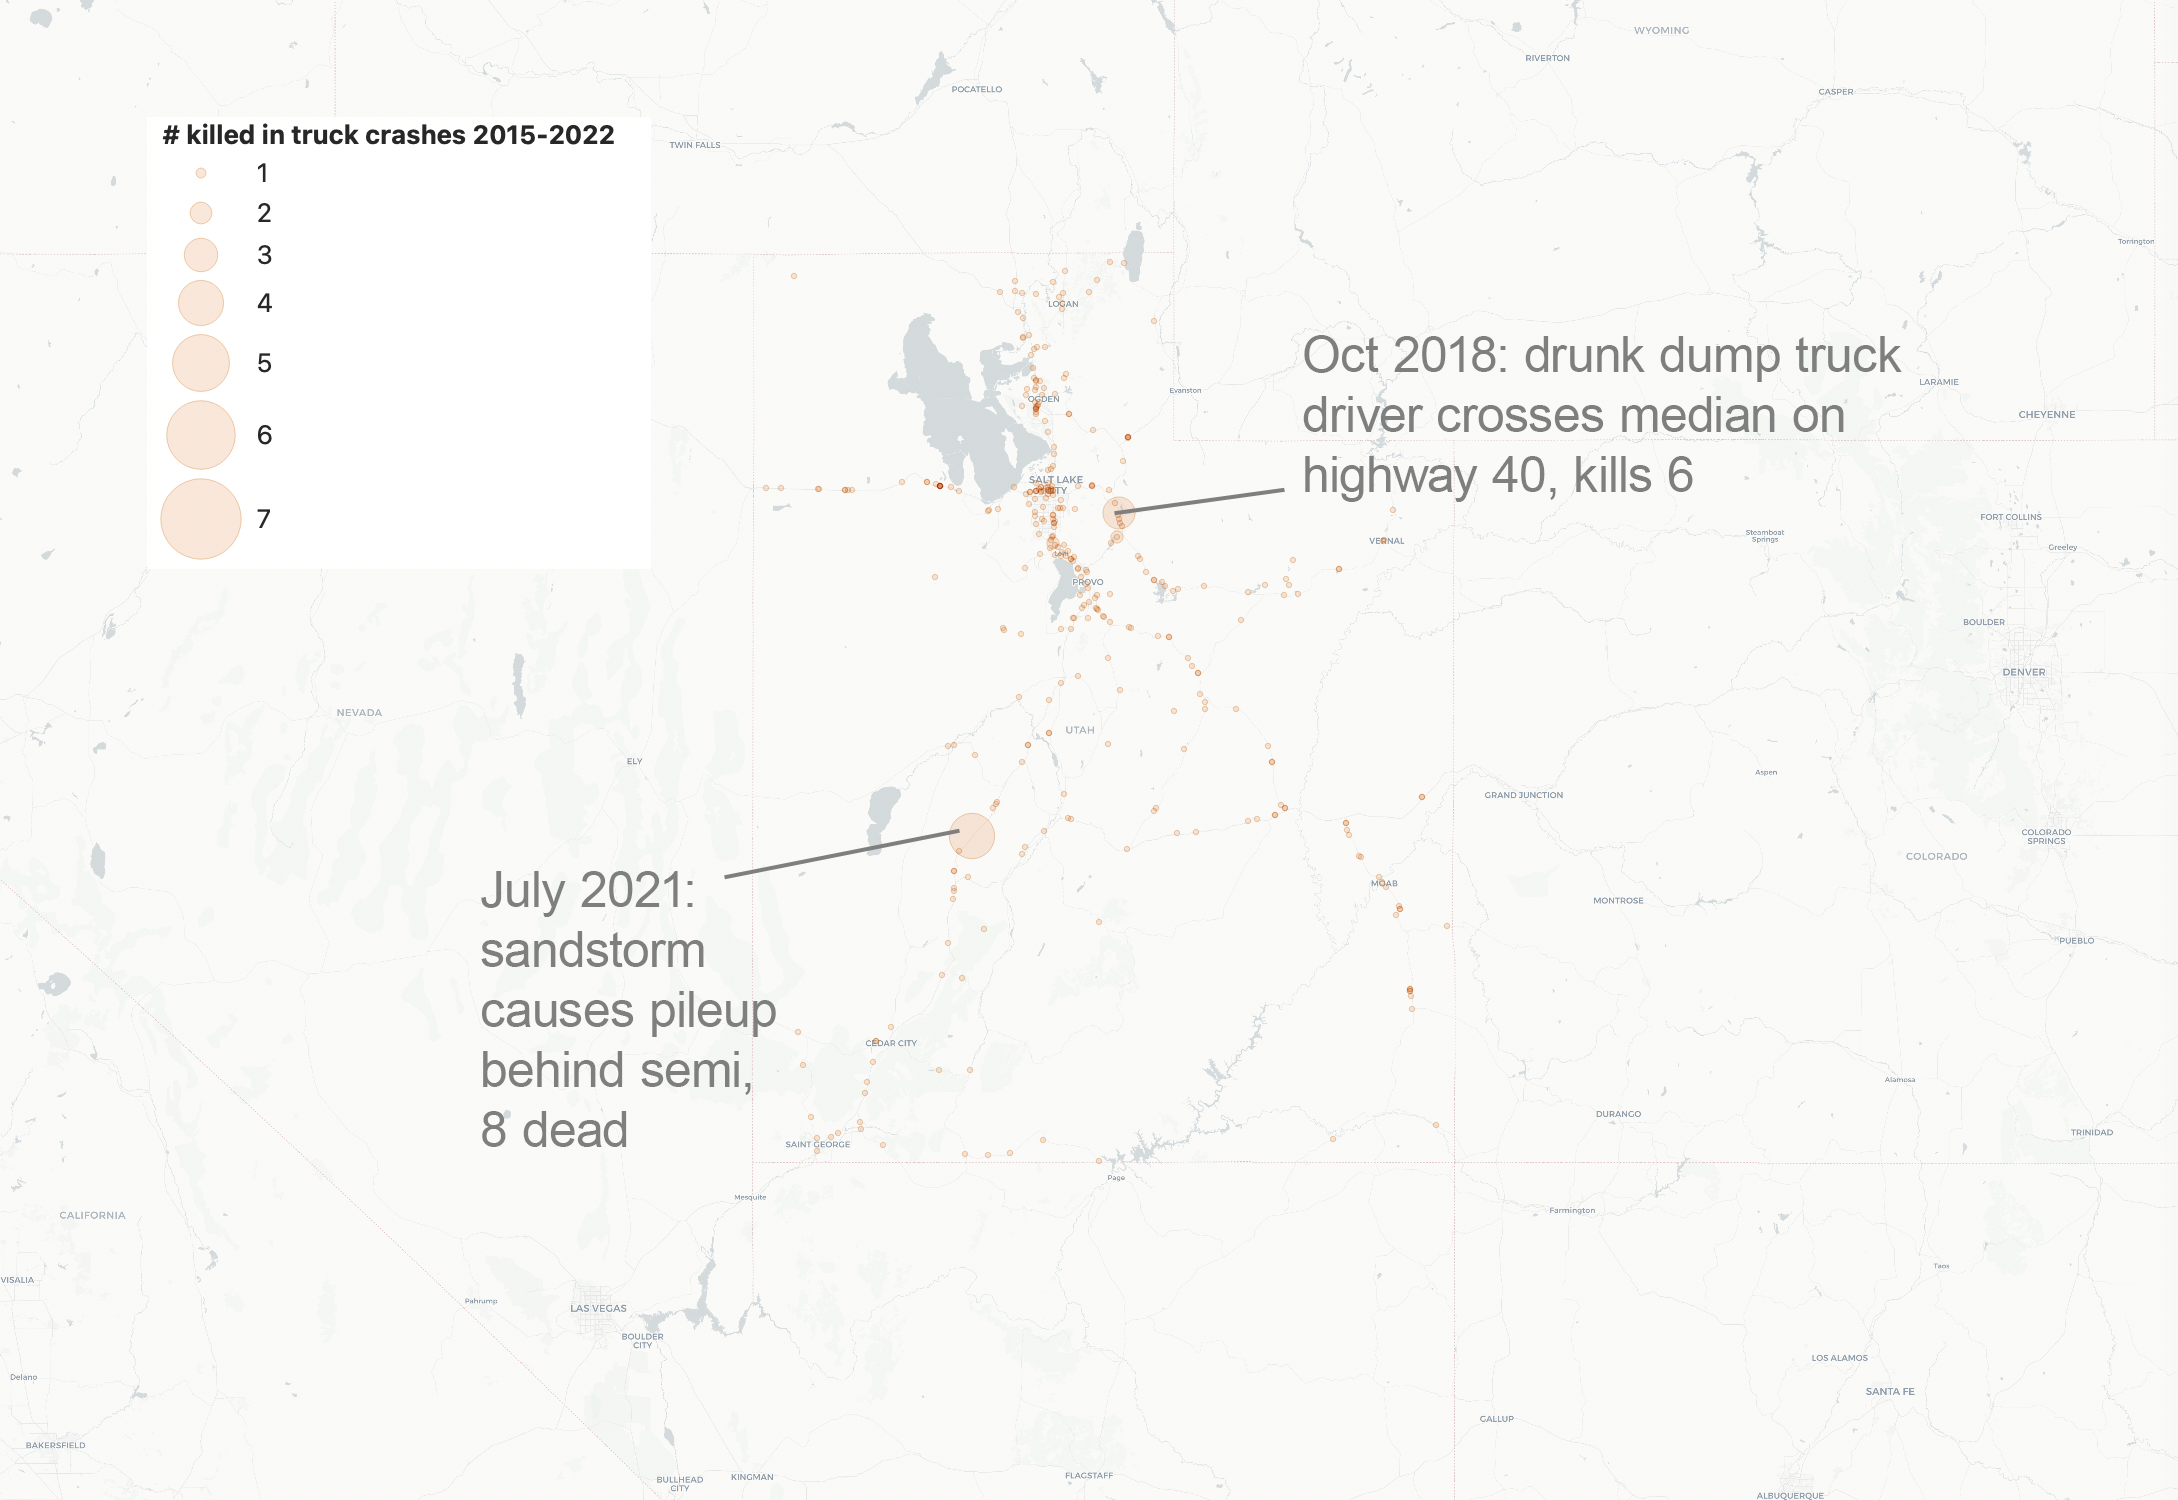 WYOMING
RIVERTON
POCATELLO
CASPER
# killed in truck crashes 2015-2022
1
2
3
4
5
6
7
TWIN FALLS
Torrington
LOGAN
Oct 2018: drunk dump truck
driver crosses median on
highway 40, kills 6
Evanston
LARAMIE
OGDEN
CHEYENNE
SALT LAKE
FORT COLLINS
Steamboat
Springs
VERNAL
Greeley
PROVO
BOULDER
DENVER
NEVADA
UTAH
ELY
Aspen
GRAND JUNCTION
COLORADO
SPRINGS
COLORADO
July 2021:
sandstorm
causes pileup
behind semi,
8 dead
MOAB
MONTROSE
PUEBLO
CEDAR CITY
Alamosa
DURANGO
TRINIDAD
SAINT GEORGE
Page
Mesquite
Farmington
CALIFORNIA
Taos
VISALIA
Pahrump
LAS VEGAS
BOULDER
CITY
LOS ALAMOS
Delano
SANTA FE
GALLUP
BAKERSFIELD
BULLHEAD
CITY
KINGMAN
FLAGSTAFF
ALBUQUERQUE